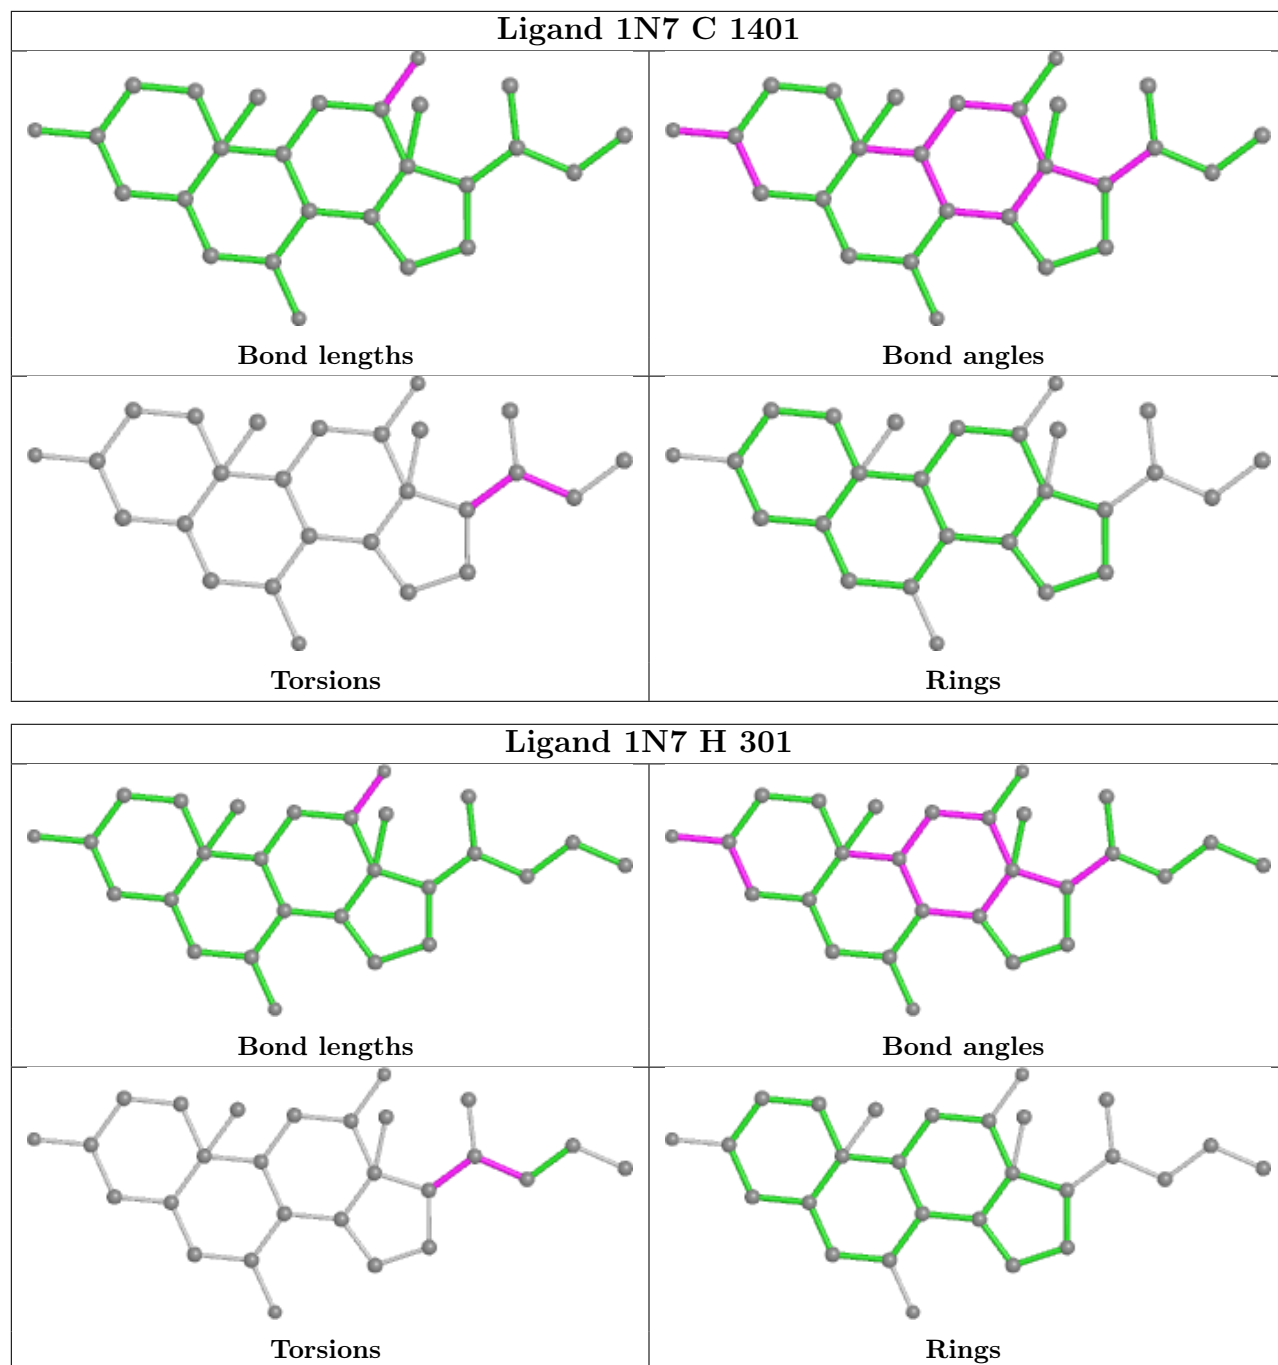 Ligand 1N7 C 1401
Bond lengths
Bond angles
Torsions
Rings
Ligand 1N7 H 301
Bond lengths
Bond angles
Torsions
Rings